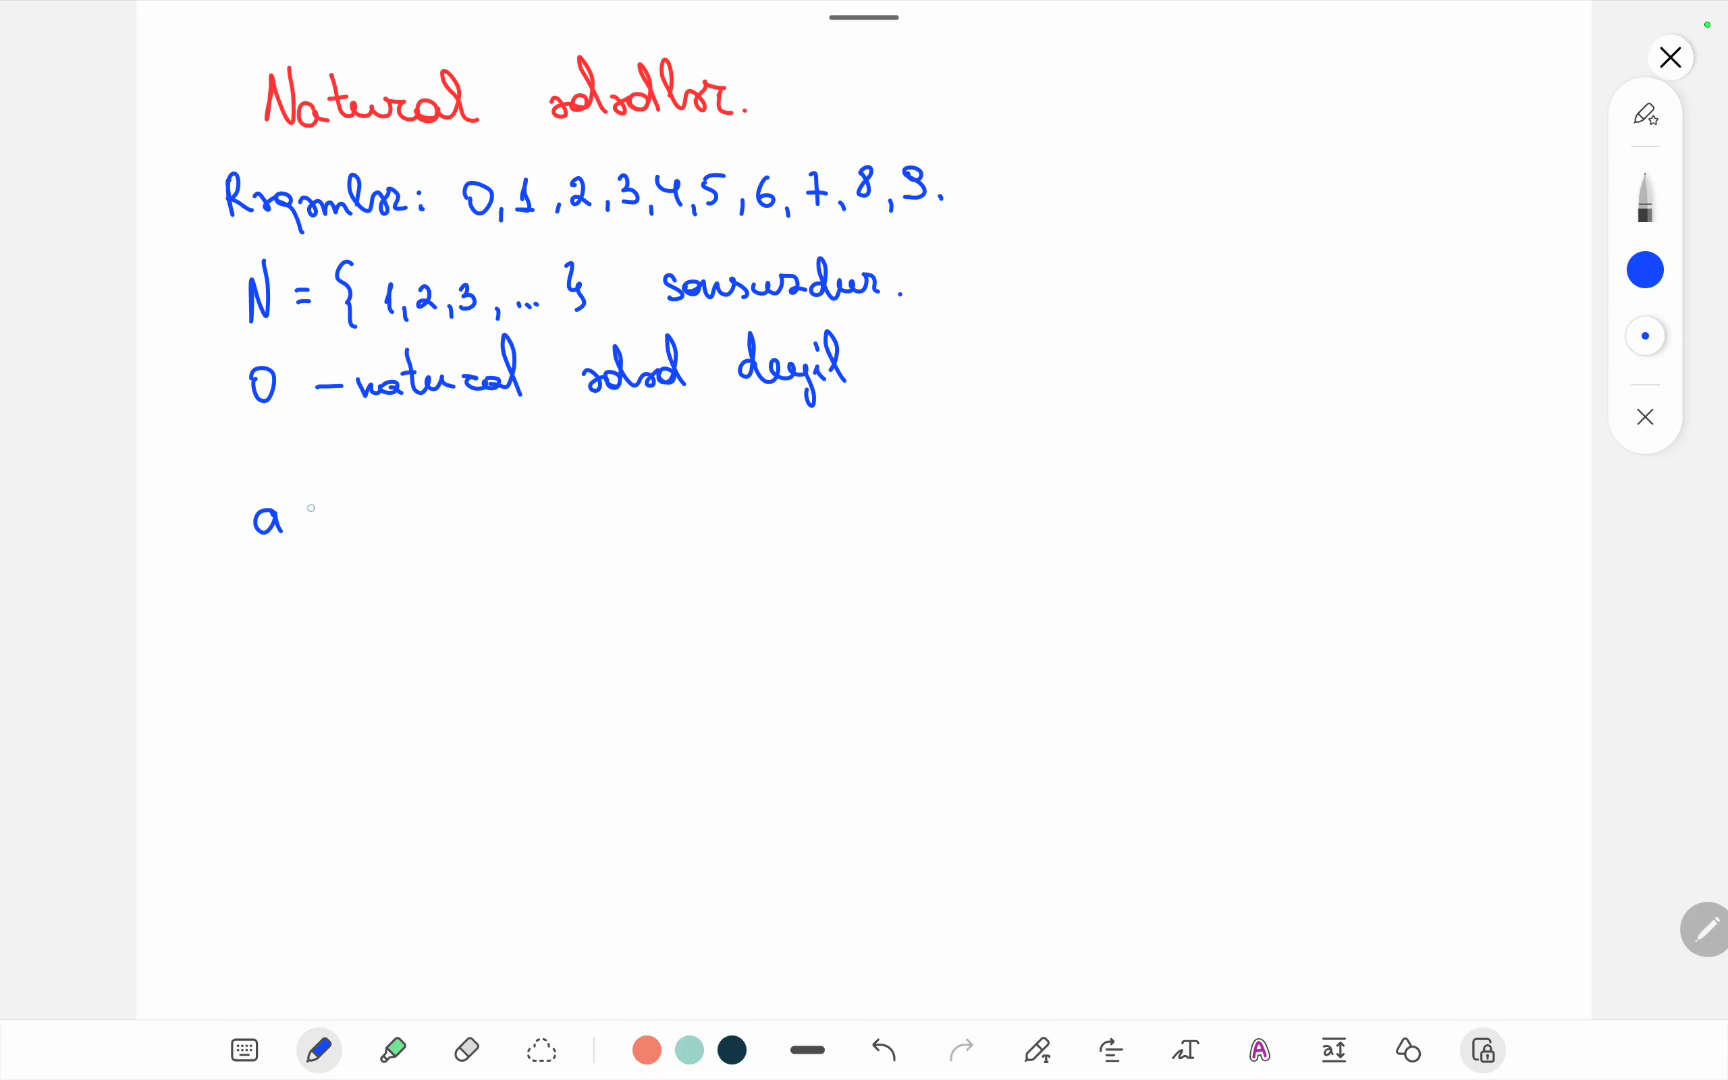 Natural ədədlər.
Rəqəmlər: 0, 1, 2, 3, 4, 5, 6, 7, 8, 9.
N = { 1, 2, 3, ... } sonsuzdur.
0 - natural ədəd deyil
a